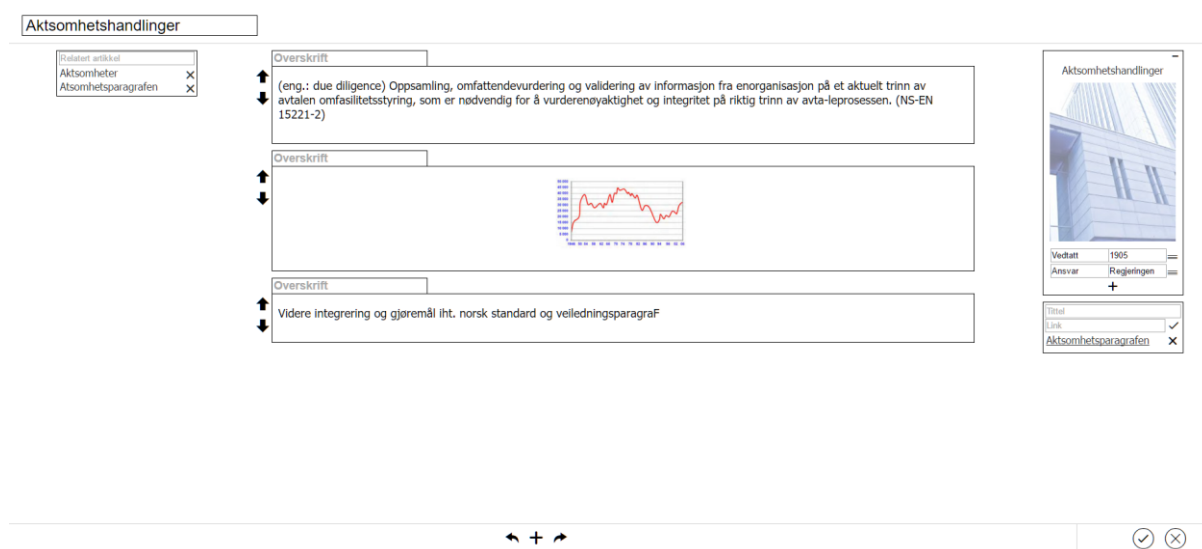 Aktsomhetshandlinger
Relatert artikkel
Aktsomheter
Atsomhetsparagrafen
Overskrift
(eng.: due diligence) Oppsamling, omfattendevurdering og validering av informasjon fra enorganisasjon på et aktuelt trinn av
avtalen omfasilitetsstyring, som er nødvendig for å vurderenøyaktighet og integritet på riktig trinn av avta-leprosessen. (NS-EN
15221-2)
Overskrift
Overskrift
Videre integrering og gjøremål iht. norsk standard og veiledningsparagraF
Aktsomhetshandlinger
Vedtatt 1905
Ansvar Regjeringen
Tittel
Link
Aktsomhetsparagrafen